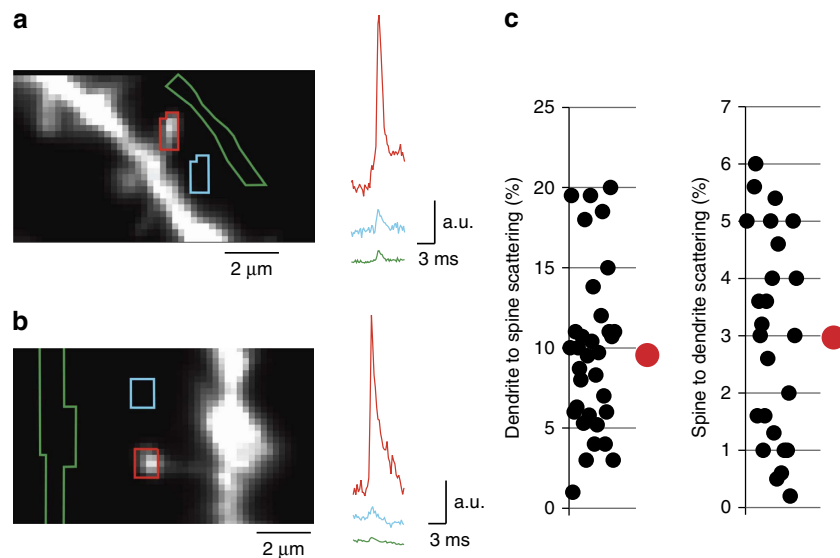 a
2 μm
a.u.
3 ms
b
2 μm
a.u.
3 ms
c
Dendrite to spine scattering (%)
25
20
15
10
5
0
Spine to dendrite scattering (%)
7
6
5
4
3
2
1
0